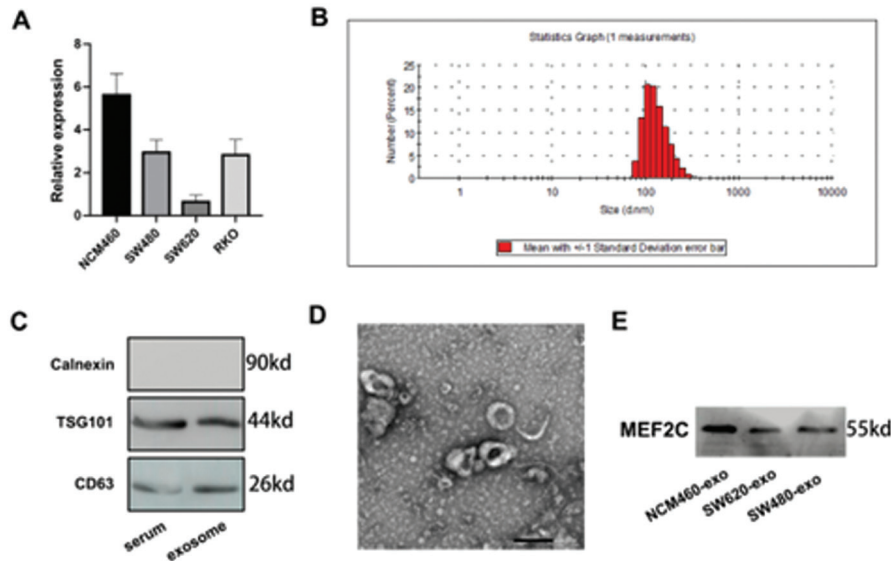 A
Relative expression
8
6
4
2
0
NCM460
SW480
SW620
RKO
B
Statistics Graph (1 measurements)
Number (Percent)
25
20
15
10
5
0
1 10 100 1000 10000
Size (d.nm)
Mean with +/-1 Standard Deviation error bar
C
Calnexin 90kd
TSG101 44kd
CD63 26kd
serum exosome
D
E
MEF2C 55kd
NCM460-exo SW620-exo SW480-exo